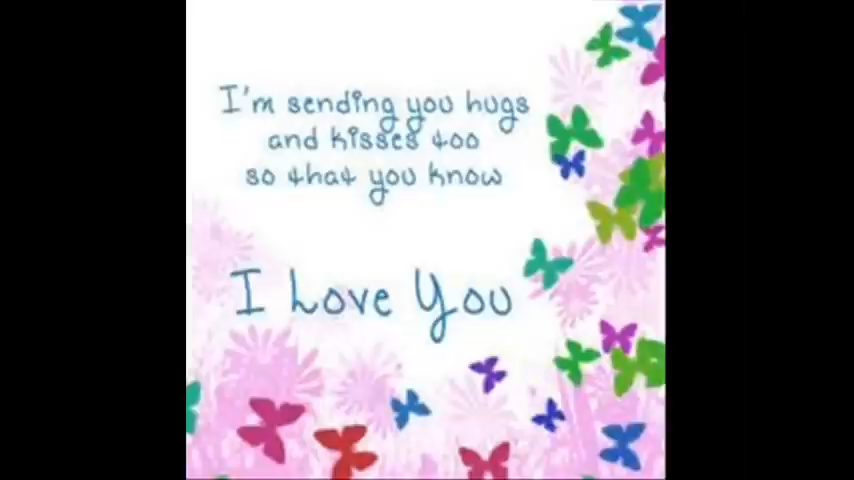 I'm sending you hugs
and kisses too
so that you know
I Love You